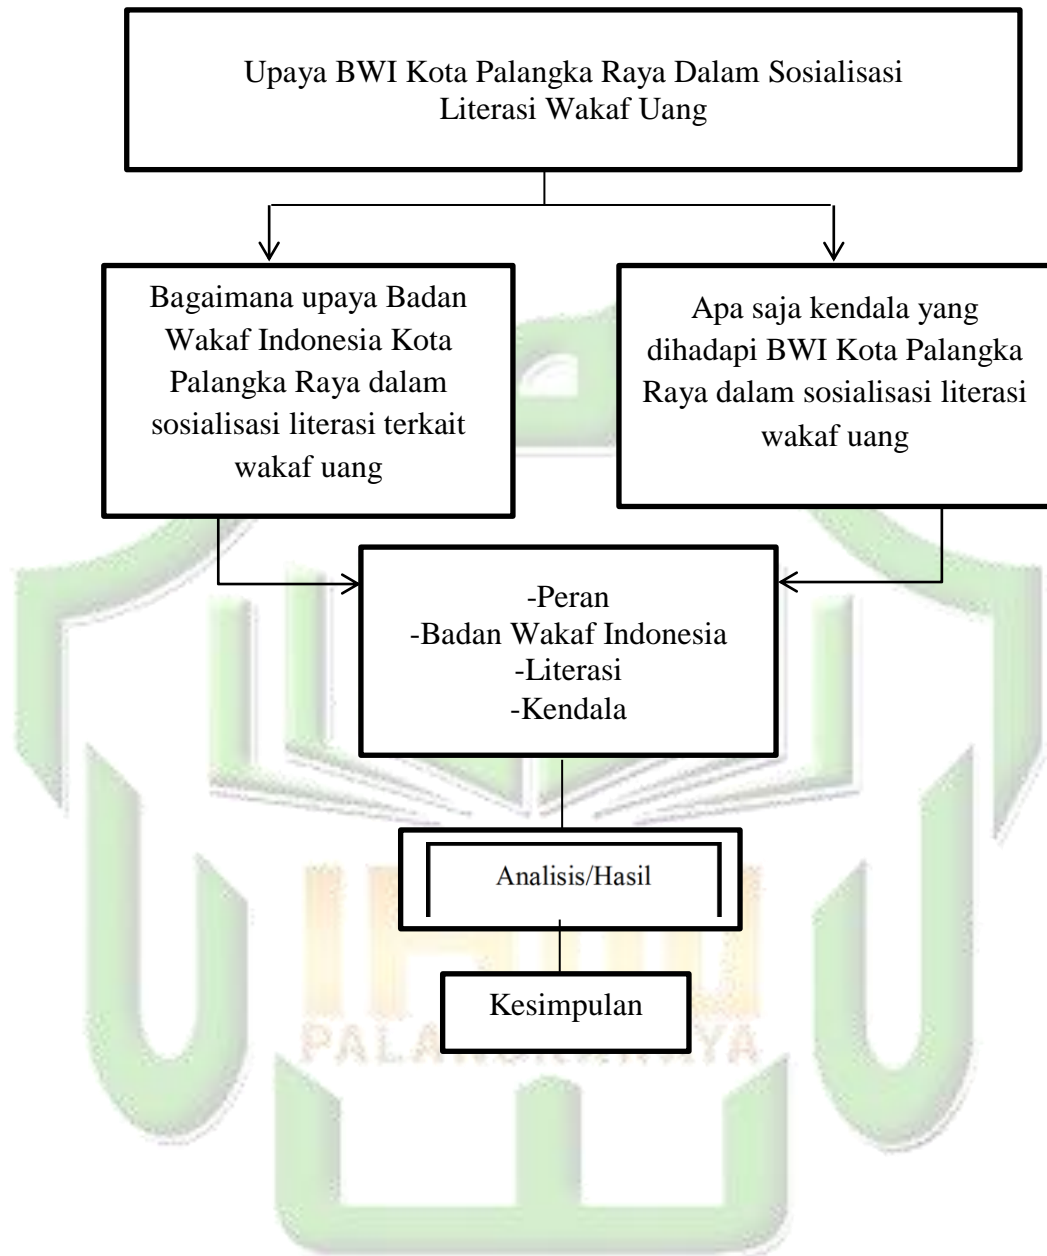 Upaya BWI Kota Palangka Raya Dalam Sosialisasi
Literasi Wakaf Uang
Bagaimana upaya Badan
Wakaf Indonesia Kota
Palangka Raya dalam
sosialisasi literasi terkait
wakaf uang
Apa saja kendala yang
dihadapi BWI Kota Palangka
Raya dalam sosialisasi literasi
wakaf uang
-Peran
-Badan Wakaf Indonesia
-Literasi
-Kendala
Analisis/Hasil
Kesimpulan